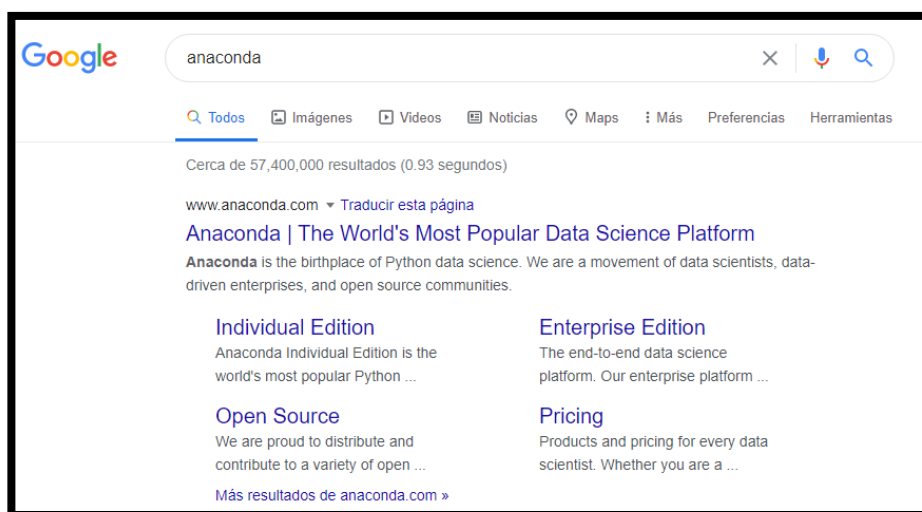 Google
anaconda
Todos Imágenes Videos Noticias Maps Más Preferencias Herramientas
Cerca de 57,400,000 resultados (0.93 segundos)
www.anaconda.com Traducir esta página
Anaconda | The World's Most Popular Data Science Platform
Anaconda is the birthplace of Python data science. We are a movement of data scientists, data-
driven enterprises, and open source communities.
Individual Edition
Anaconda Individual Edition is the
world's most popular Python ...
Enterprise Edition
The end-to-end data science
platform. Our enterprise platform ...
Open Source
We are proud to distribute and
contribute to a variety of open ...
Pricing
Products and pricing for every data
scientist. Whether you are a ...
Más resultados de anaconda.com »